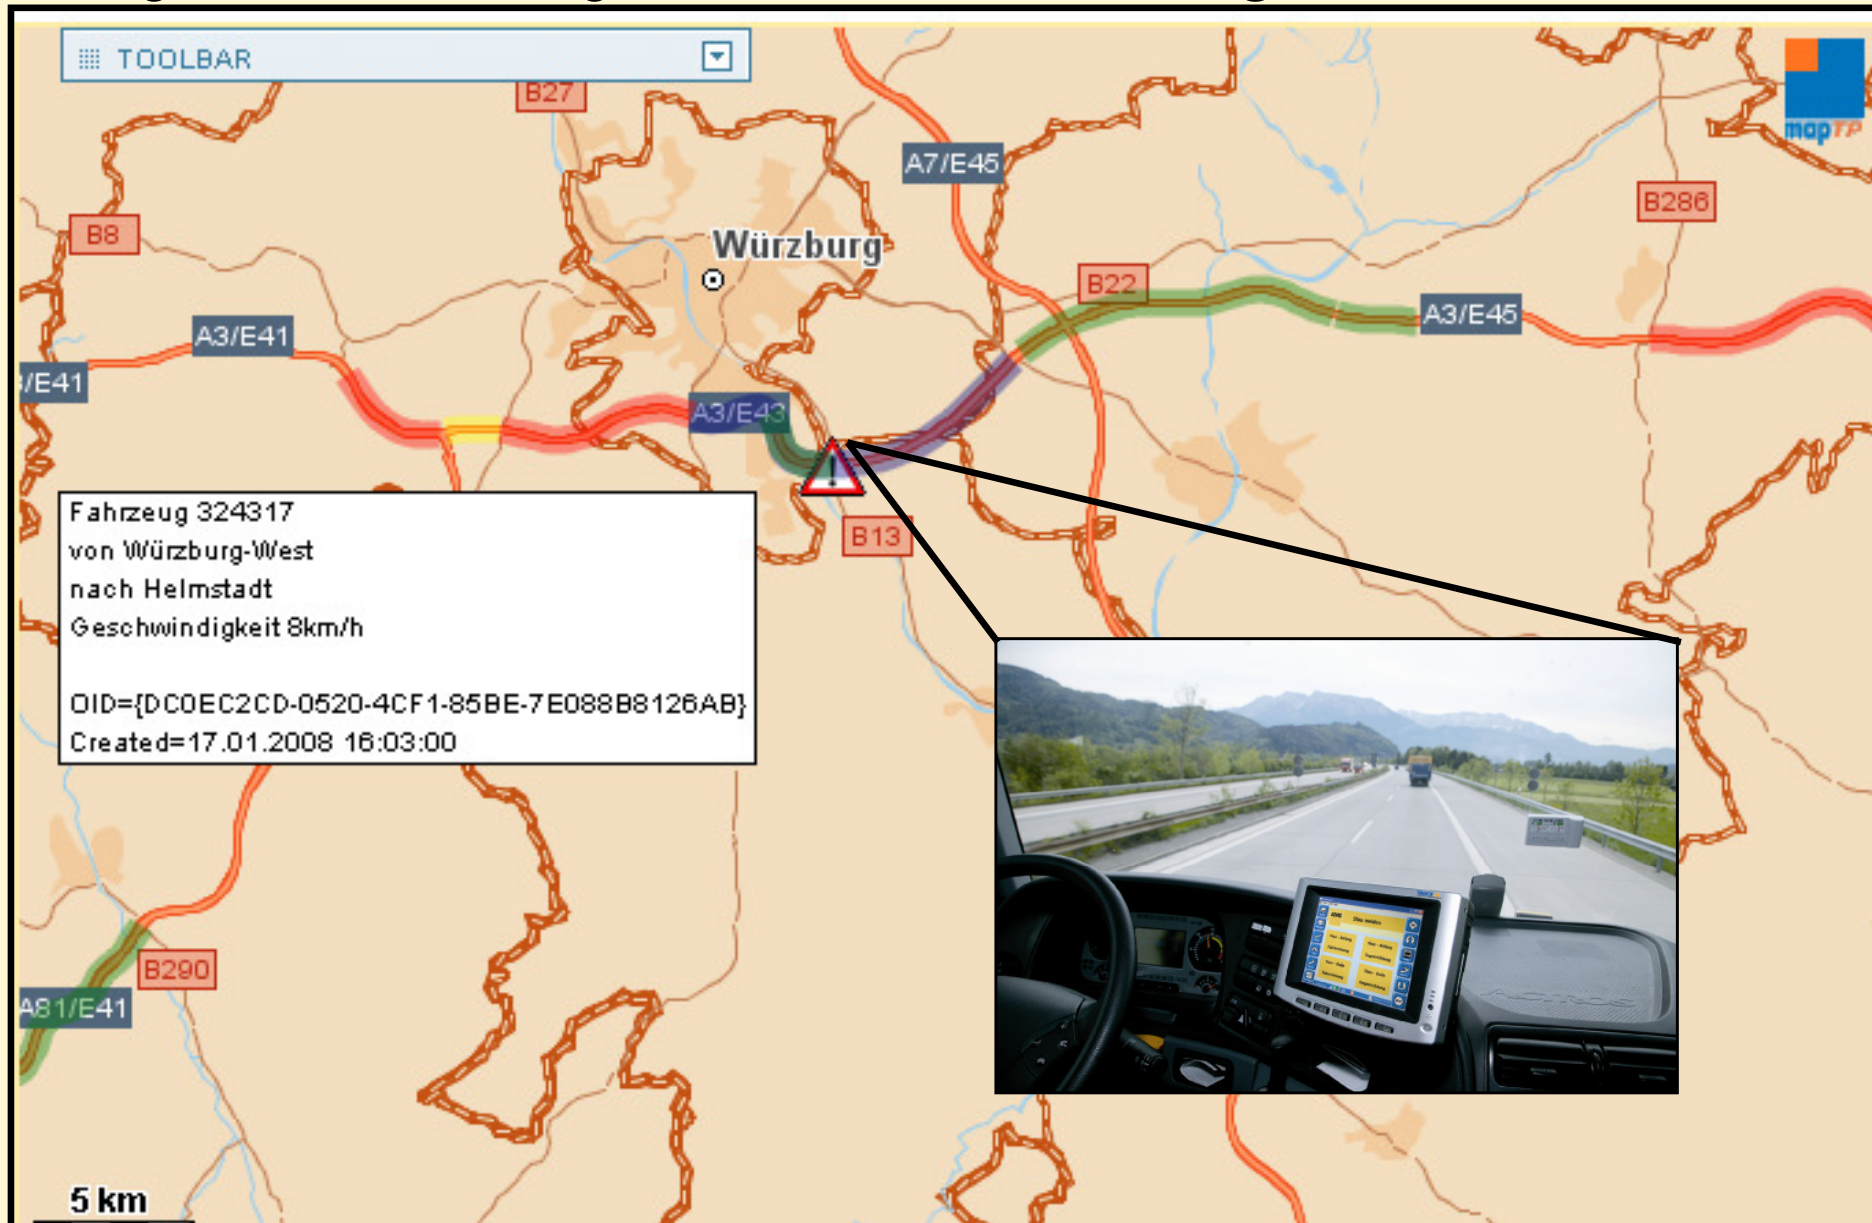 TOOLBAR
B27
mapTP
A7/E45
B286
B8
Würzburg
B22
A3/E45
A3/E41
/E41
A3/E43
B13
Fahrzeug 324317
von Würzburg-West
nach Helmstadt
Geschwindigkeit 8km/h
OID={DC0EC2CD-0520-4CF1-85BE-7E088B8126AB}
Created=17.01.2008 16:03:00
ACTROS
B290
A81/E41
5 km